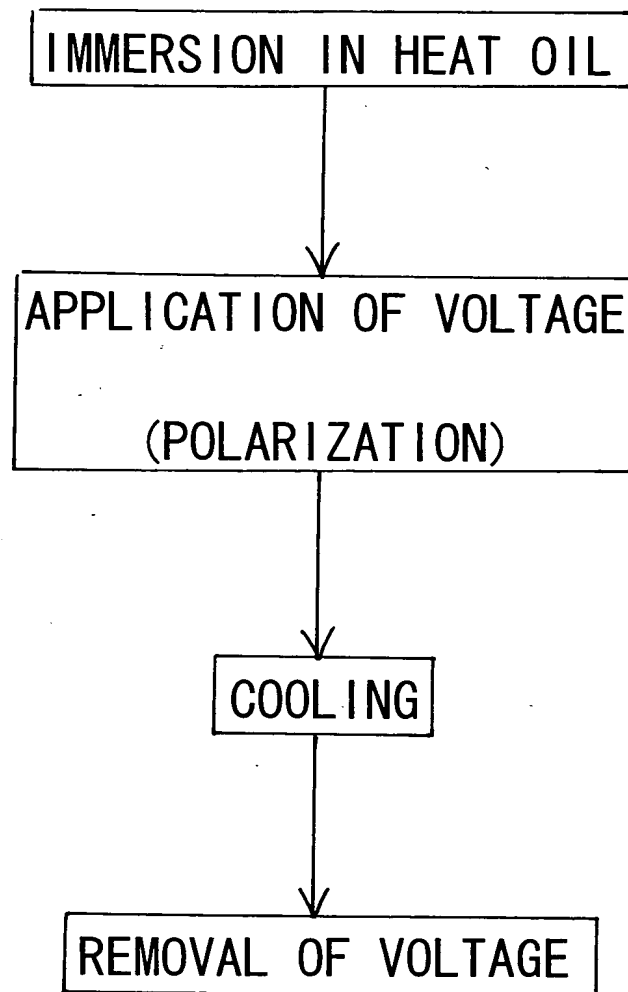 IMMERSION IN HEAT OIL
APPLICATION OF VOLTAGE
(POLARIZATION)
COOLING
REMOVAL OF VOLTAGE